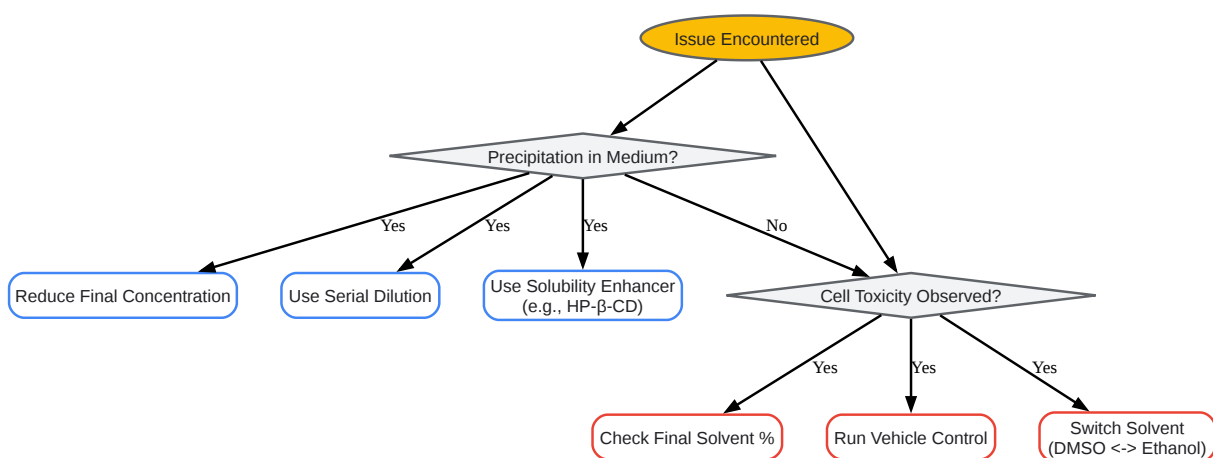 Issue Encountered
Precipitation in Medium?
Yes
Yes
Yes
No
Reduce Final Concentration
Use Serial Dilution
Use Solubility Enhancer
(e.g., HP-β-CD)
Cell Toxicity Observed?
Yes
Yes
Yes
Check Final Solvent %
Run Vehicle Control
Switch Solvent
(DMSO <-> Ethanol)